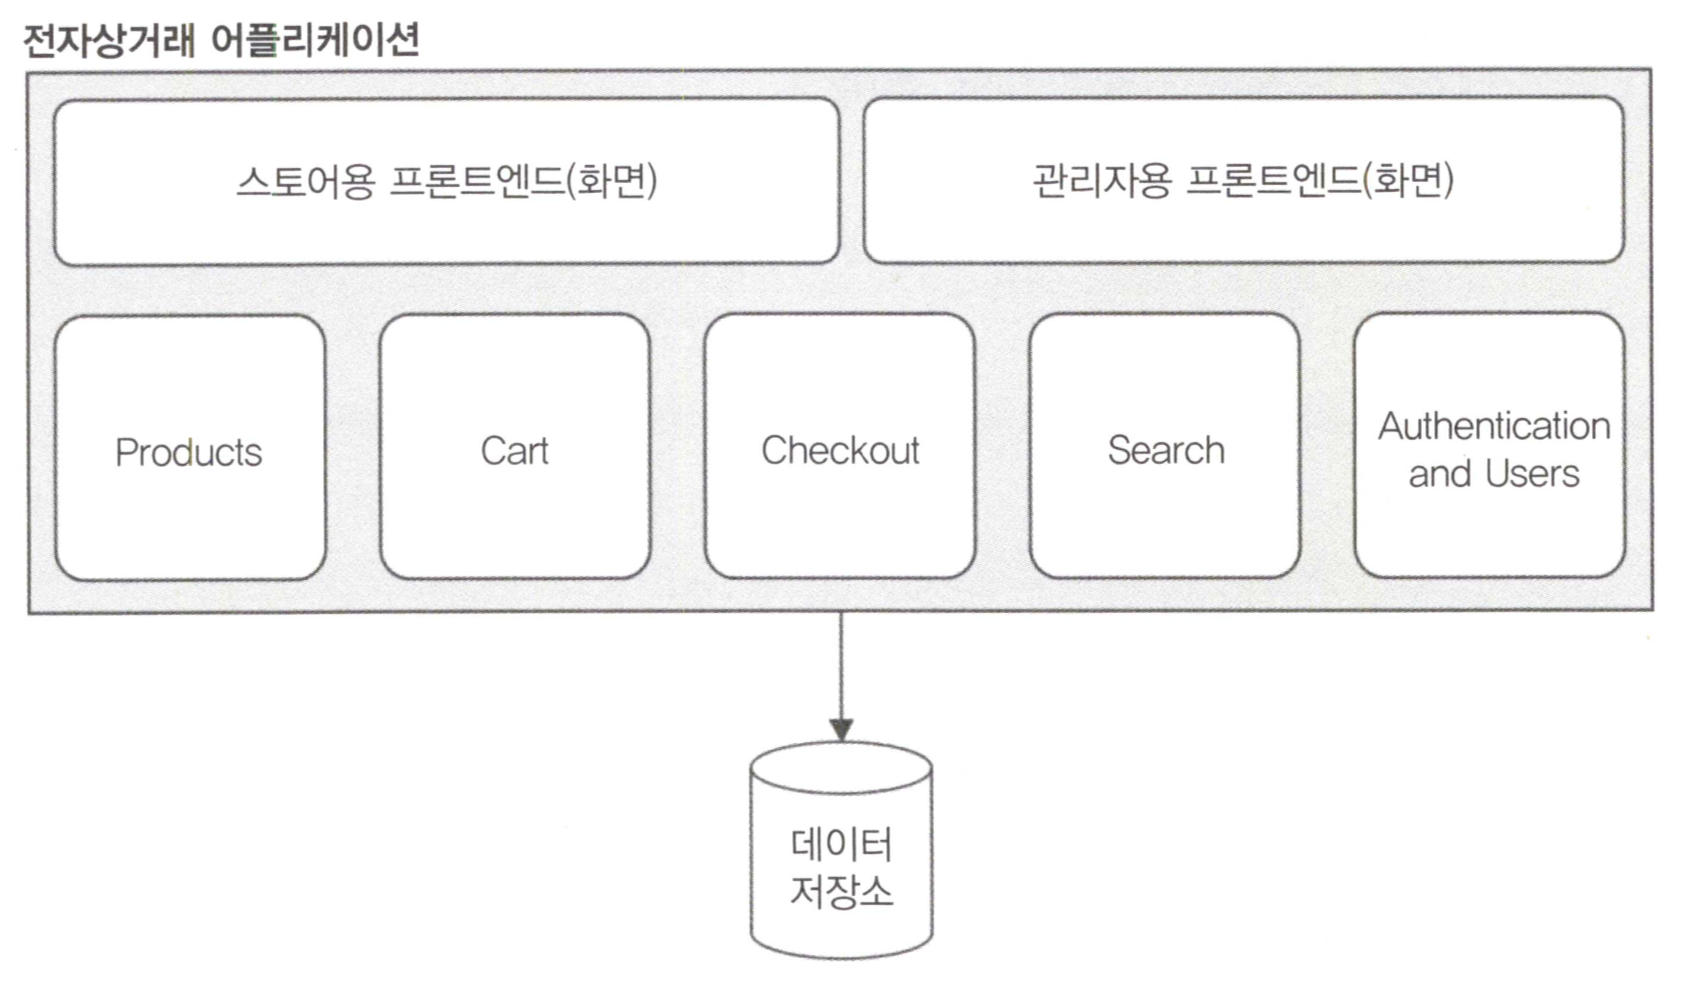 전자상거래 어플리케이션
스토어용 프론트엔드(화면)
관리자용 프론트엔드(화면)
Products
Cart
Checkout
Search
Authentication
and Users
데이터
저장소